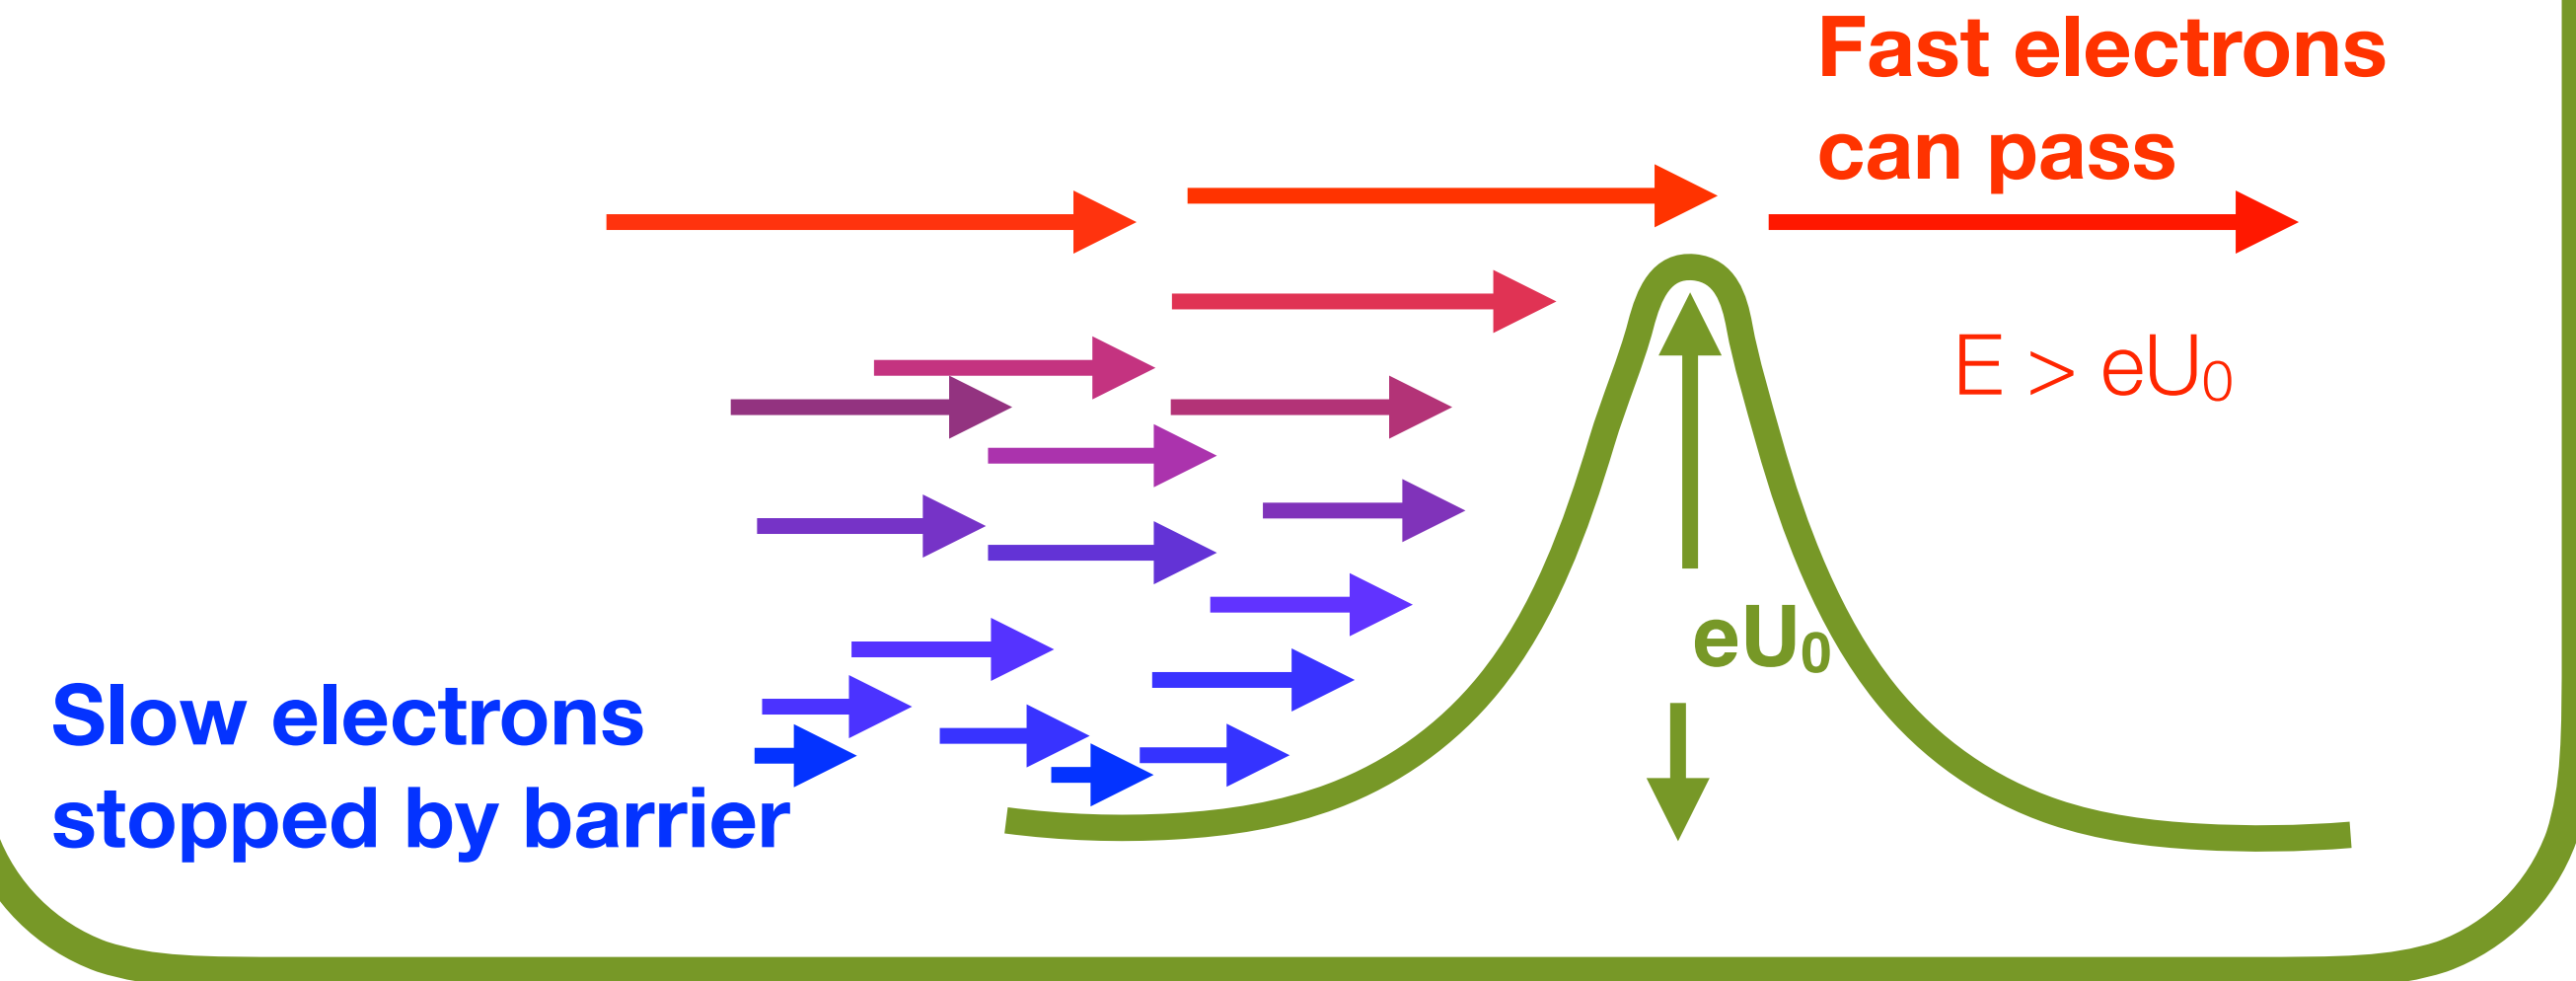 Fast electrons
can pass
E > eU₀
eU₀
Slow electrons
stopped by barrier